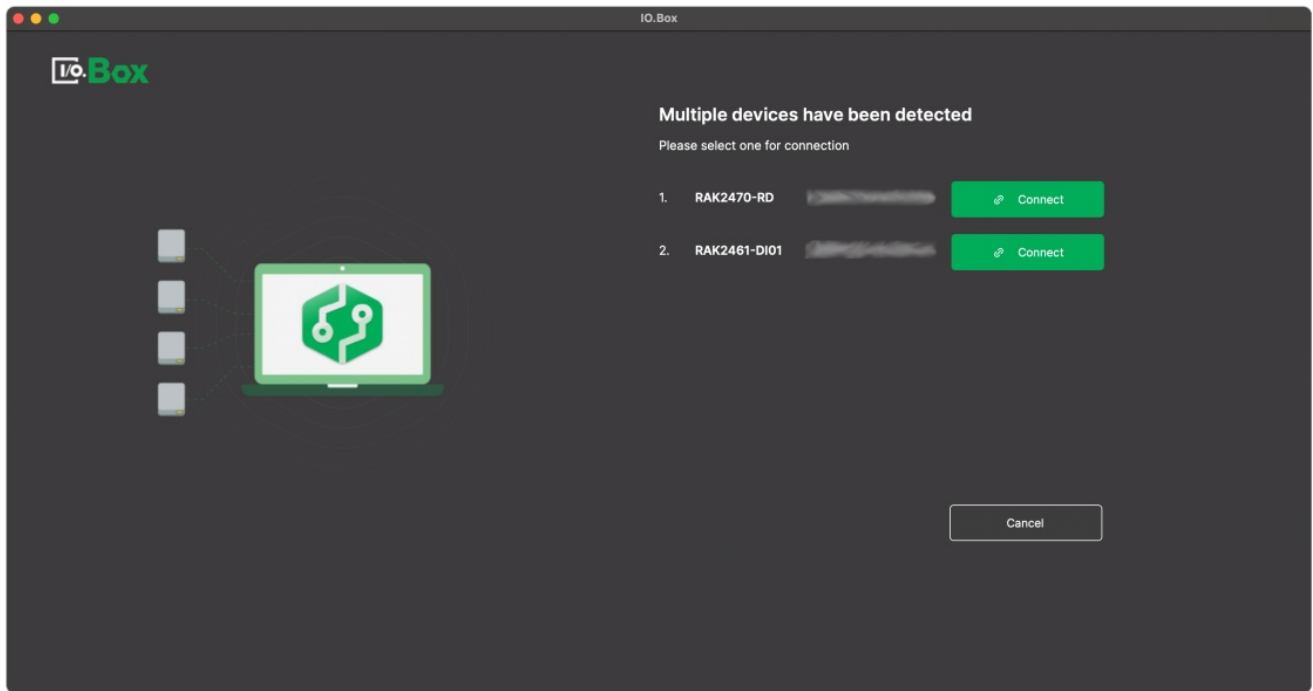 IO.Box
I/O.Box
Multiple devices have been detected
Please select one for connection
1. RAK2470-RD Connect
2. RAK2461-DI01 Connect
Cancel